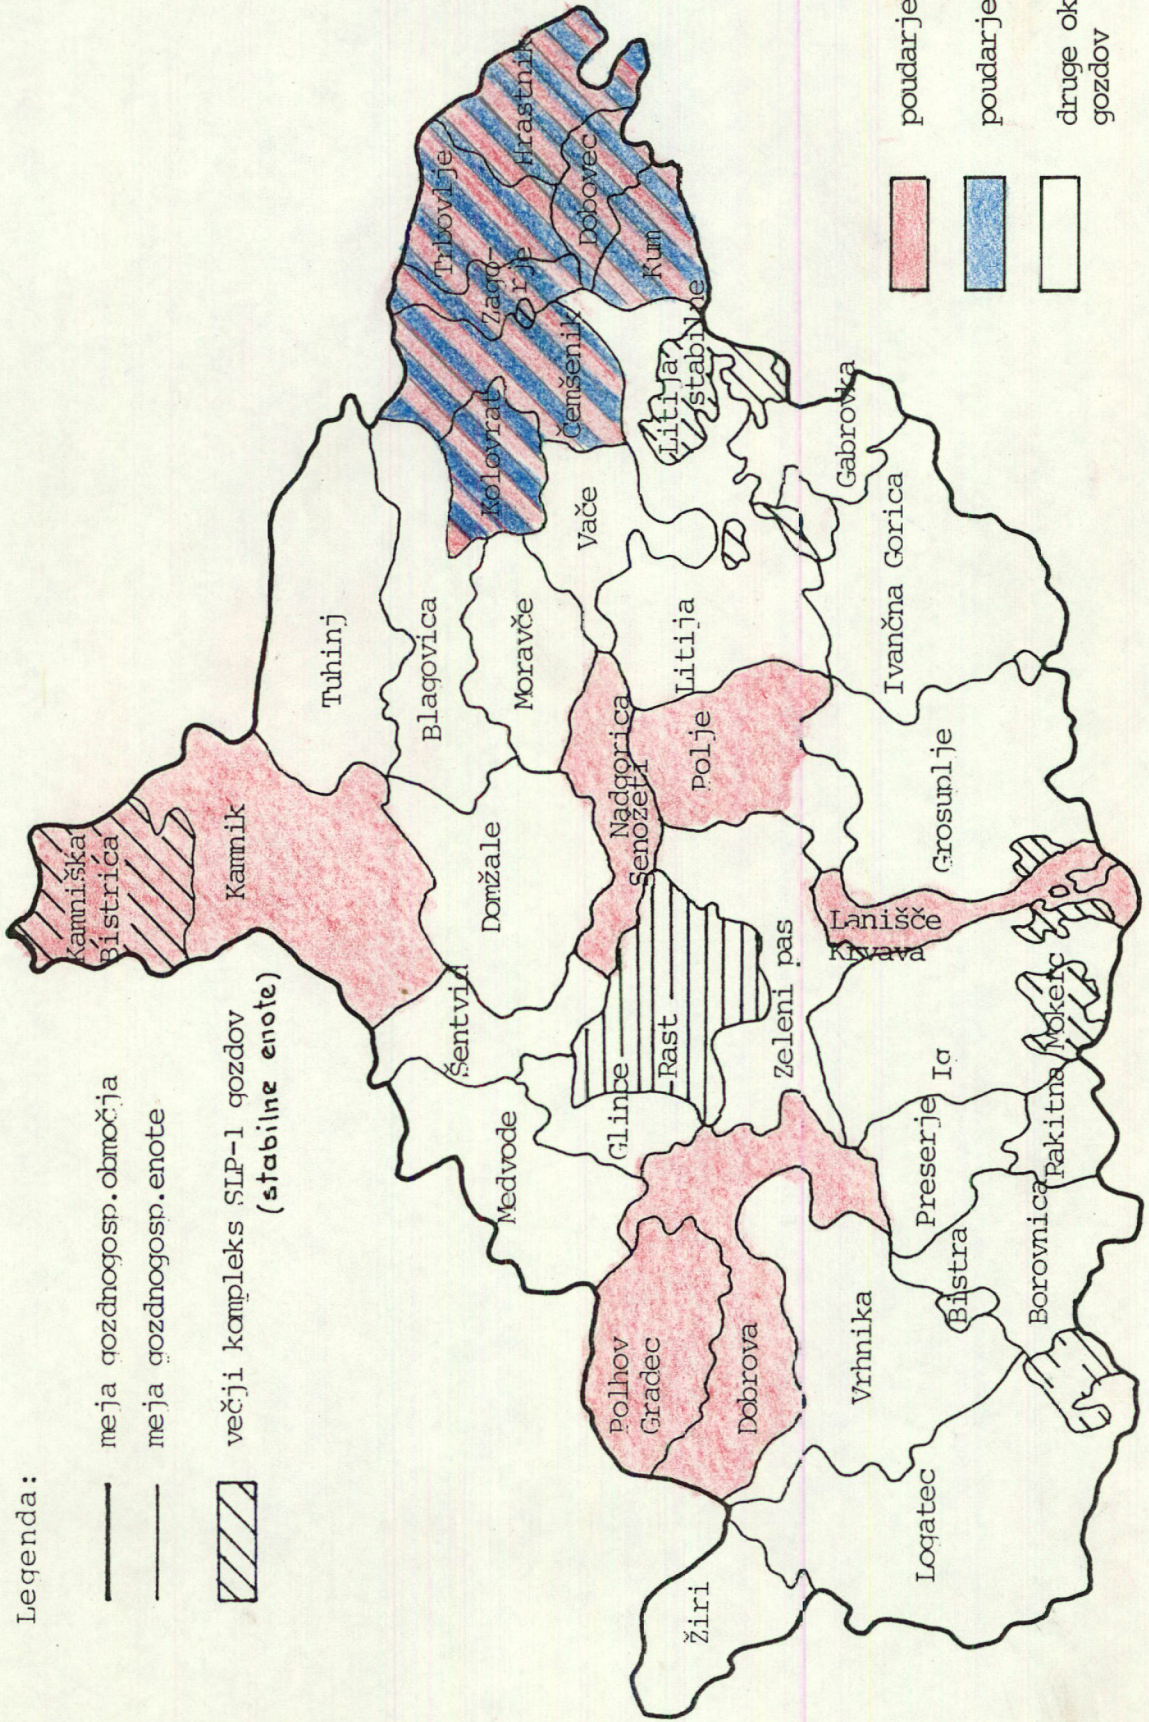 Legenda:
meja gozdnogosp.območja
meja gozdnogosp.enote
večji kompleks SLP-1 gozdov
(stabilne enote)
Kamniška
Bistrica
Kamnik
Tuhinj
Blagovica
Moravče
Domžale
Šentvid
Medvode
Glince
Rast
Zeleni pas
Nadgorica
Senožeti
Polje
Litija
Vače
Kolovrat
Čemšenik
Zago-
rje
Trbovlje
Hrastnik
Dobovec
Kum
Litija
stabilne
Gabrovka
Ivančna Gorica
Grosuplje
Lanišče
Krvava
Mokerc
Ig
Rakitna
Preserje
Borovnica
Bistra
Vrhnika
Polhov
Gradec
Dobrova
Logatec
Žiri
poudarje
poudarje
druge ok
gozdov